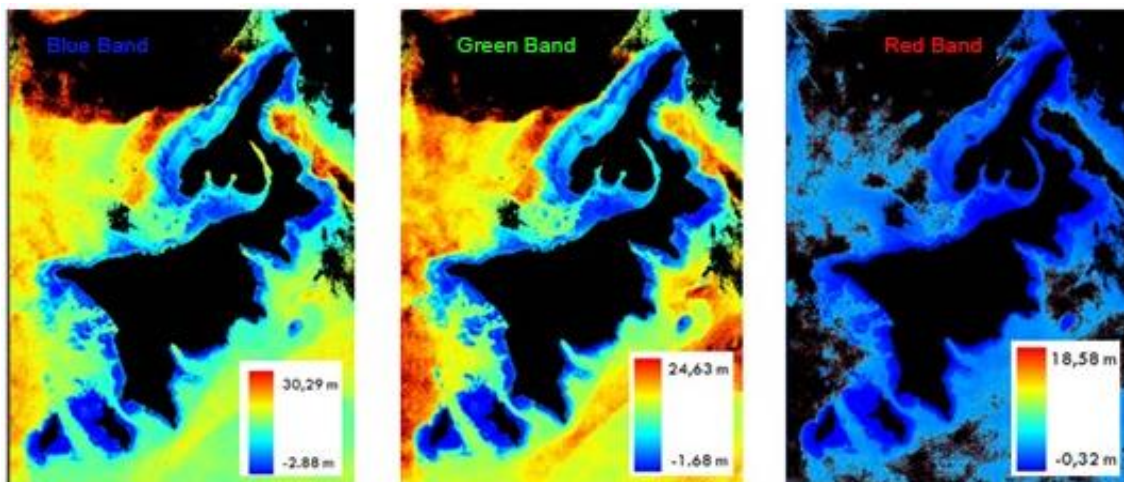 Blue Band
Green Band
Red Band
30,29 m
-2.88 m
24,63 m
-1.68 m
18,58 m
-0,32 m